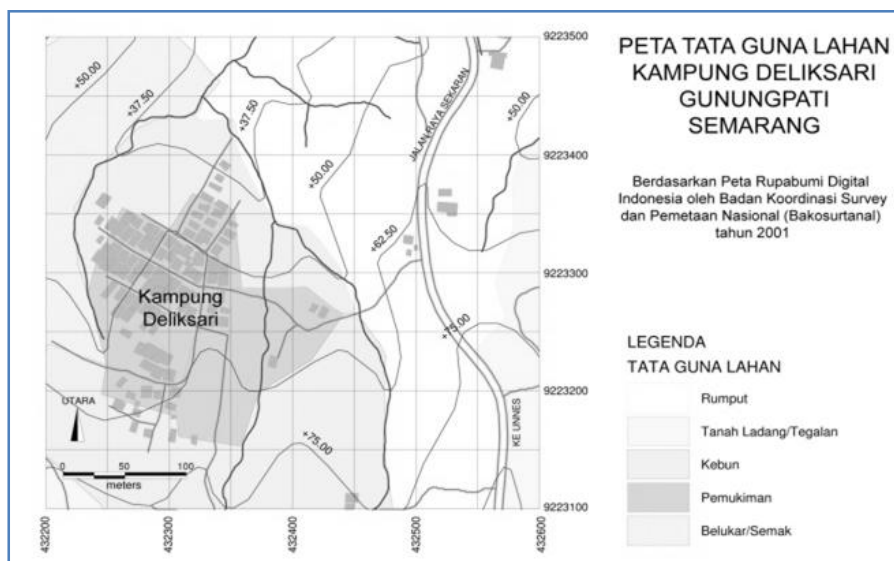 PETA TATA GUNA LAHAN
KAMPUNG DELIKSARI
GUNUNGPATI
SEMARANG
Berdasarkan Peta Rupabumi Digital
Indonesia oleh Badan Koordinasi Survey
dan Pemetaan Nasional (Bakosurtanal)
tahun 2001
9223500
9223400
9223300
9223200
9223100
+50.00
+37.50
+37.50
+50.00
JALAN RAYA SEKARAN
+50.00
+62.50
Kampung
Deliksari
+75.00
+75.00
KE UNNES
UTARA
0 50 100
meters
432200
432300
432400
432500
432600
LEGENDA
TATA GUNA LAHAN
Rumput
Tanah Ladang/Tegalan
Kebun
Pemukiman
Belukar/Semak